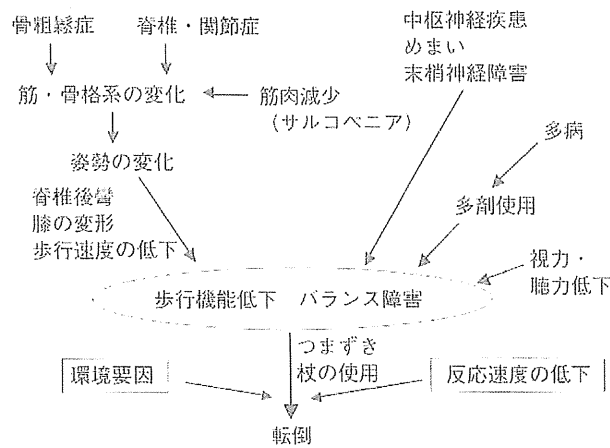 骨粗鬆症
脊椎・関節症
中枢神経疾患
めまい
末梢神経障害
筋・骨格系の変化
筋肉減少
(サルコペニア)
多病
姿勢の変化
脊椎後彎
膝の変形
歩行速度の低下
多剤使用
視力・
聴力低下
歩行機能低下 バランス障害
つまずき
杖の使用
環境要因
反応速度の低下
転倒